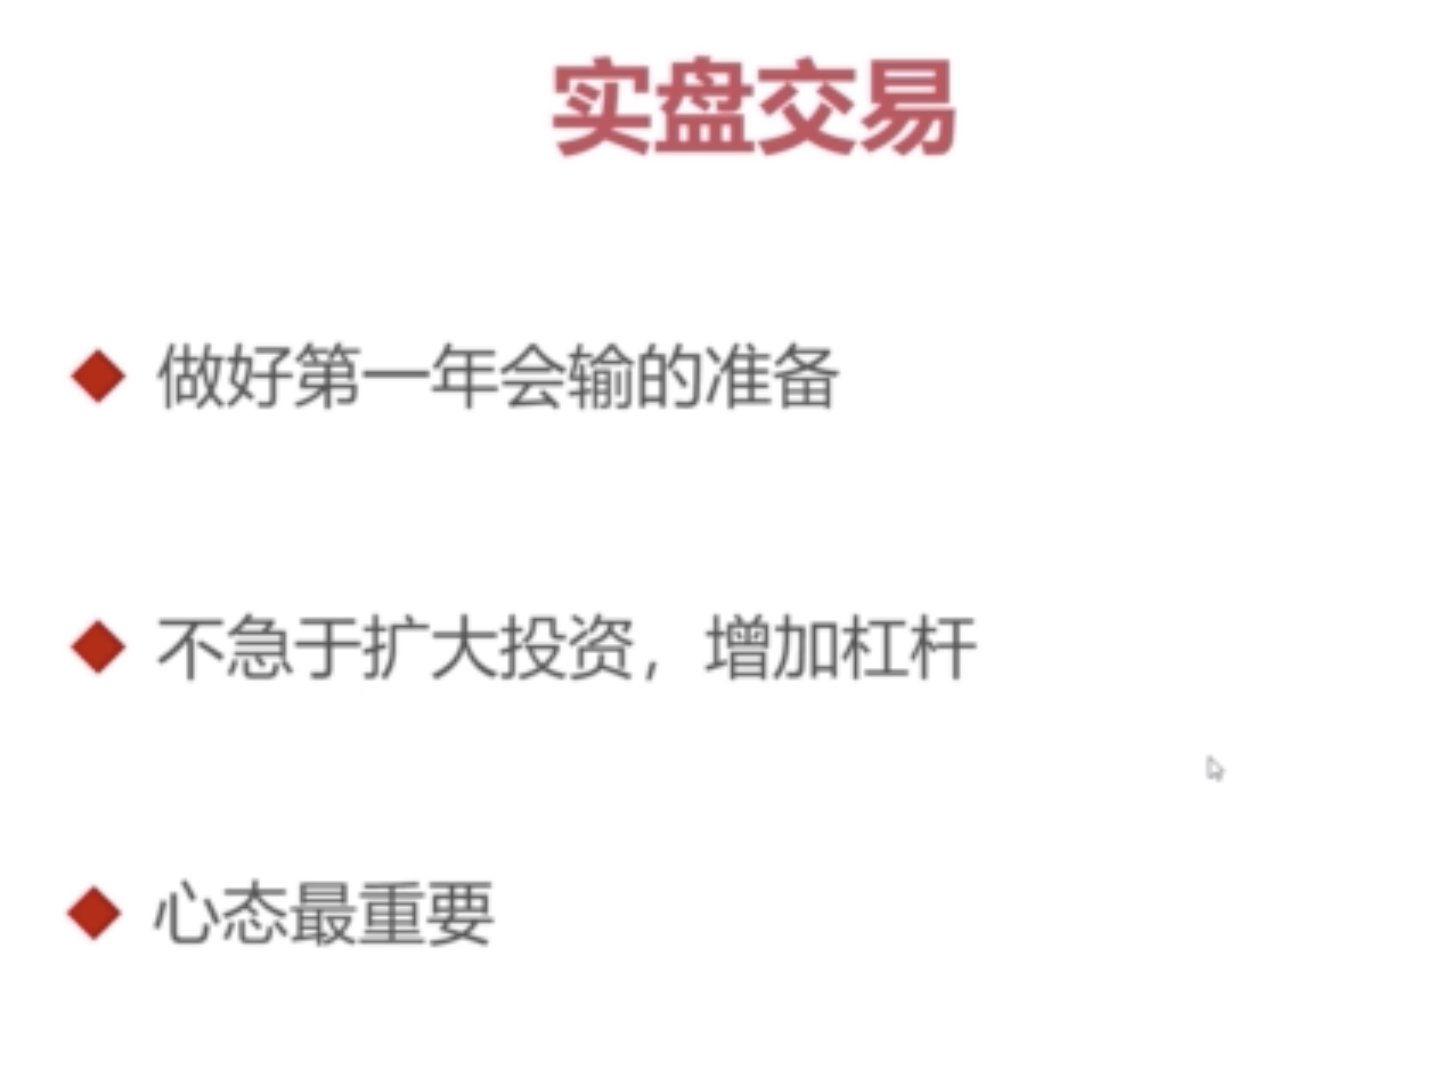 实盘交易
做好第一年会输的准备
不急于扩大投资，增加杠杆
心态最重要